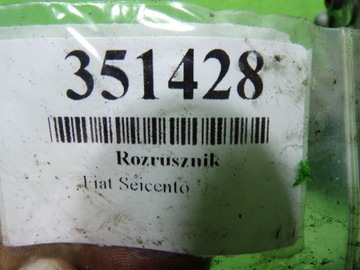 351428
Rozrusznik
Fiat Seicento